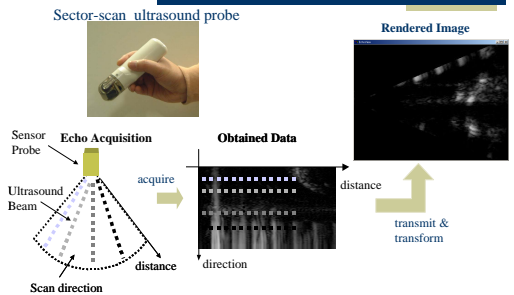 Sector-scan ultrasound probe
Rendered Image
Sensor
Probe
Echo Acquisition
Obtained Data
Ultrasound
Beam
acquire
distance
transmit &
transform
distance
direction
Scan direction